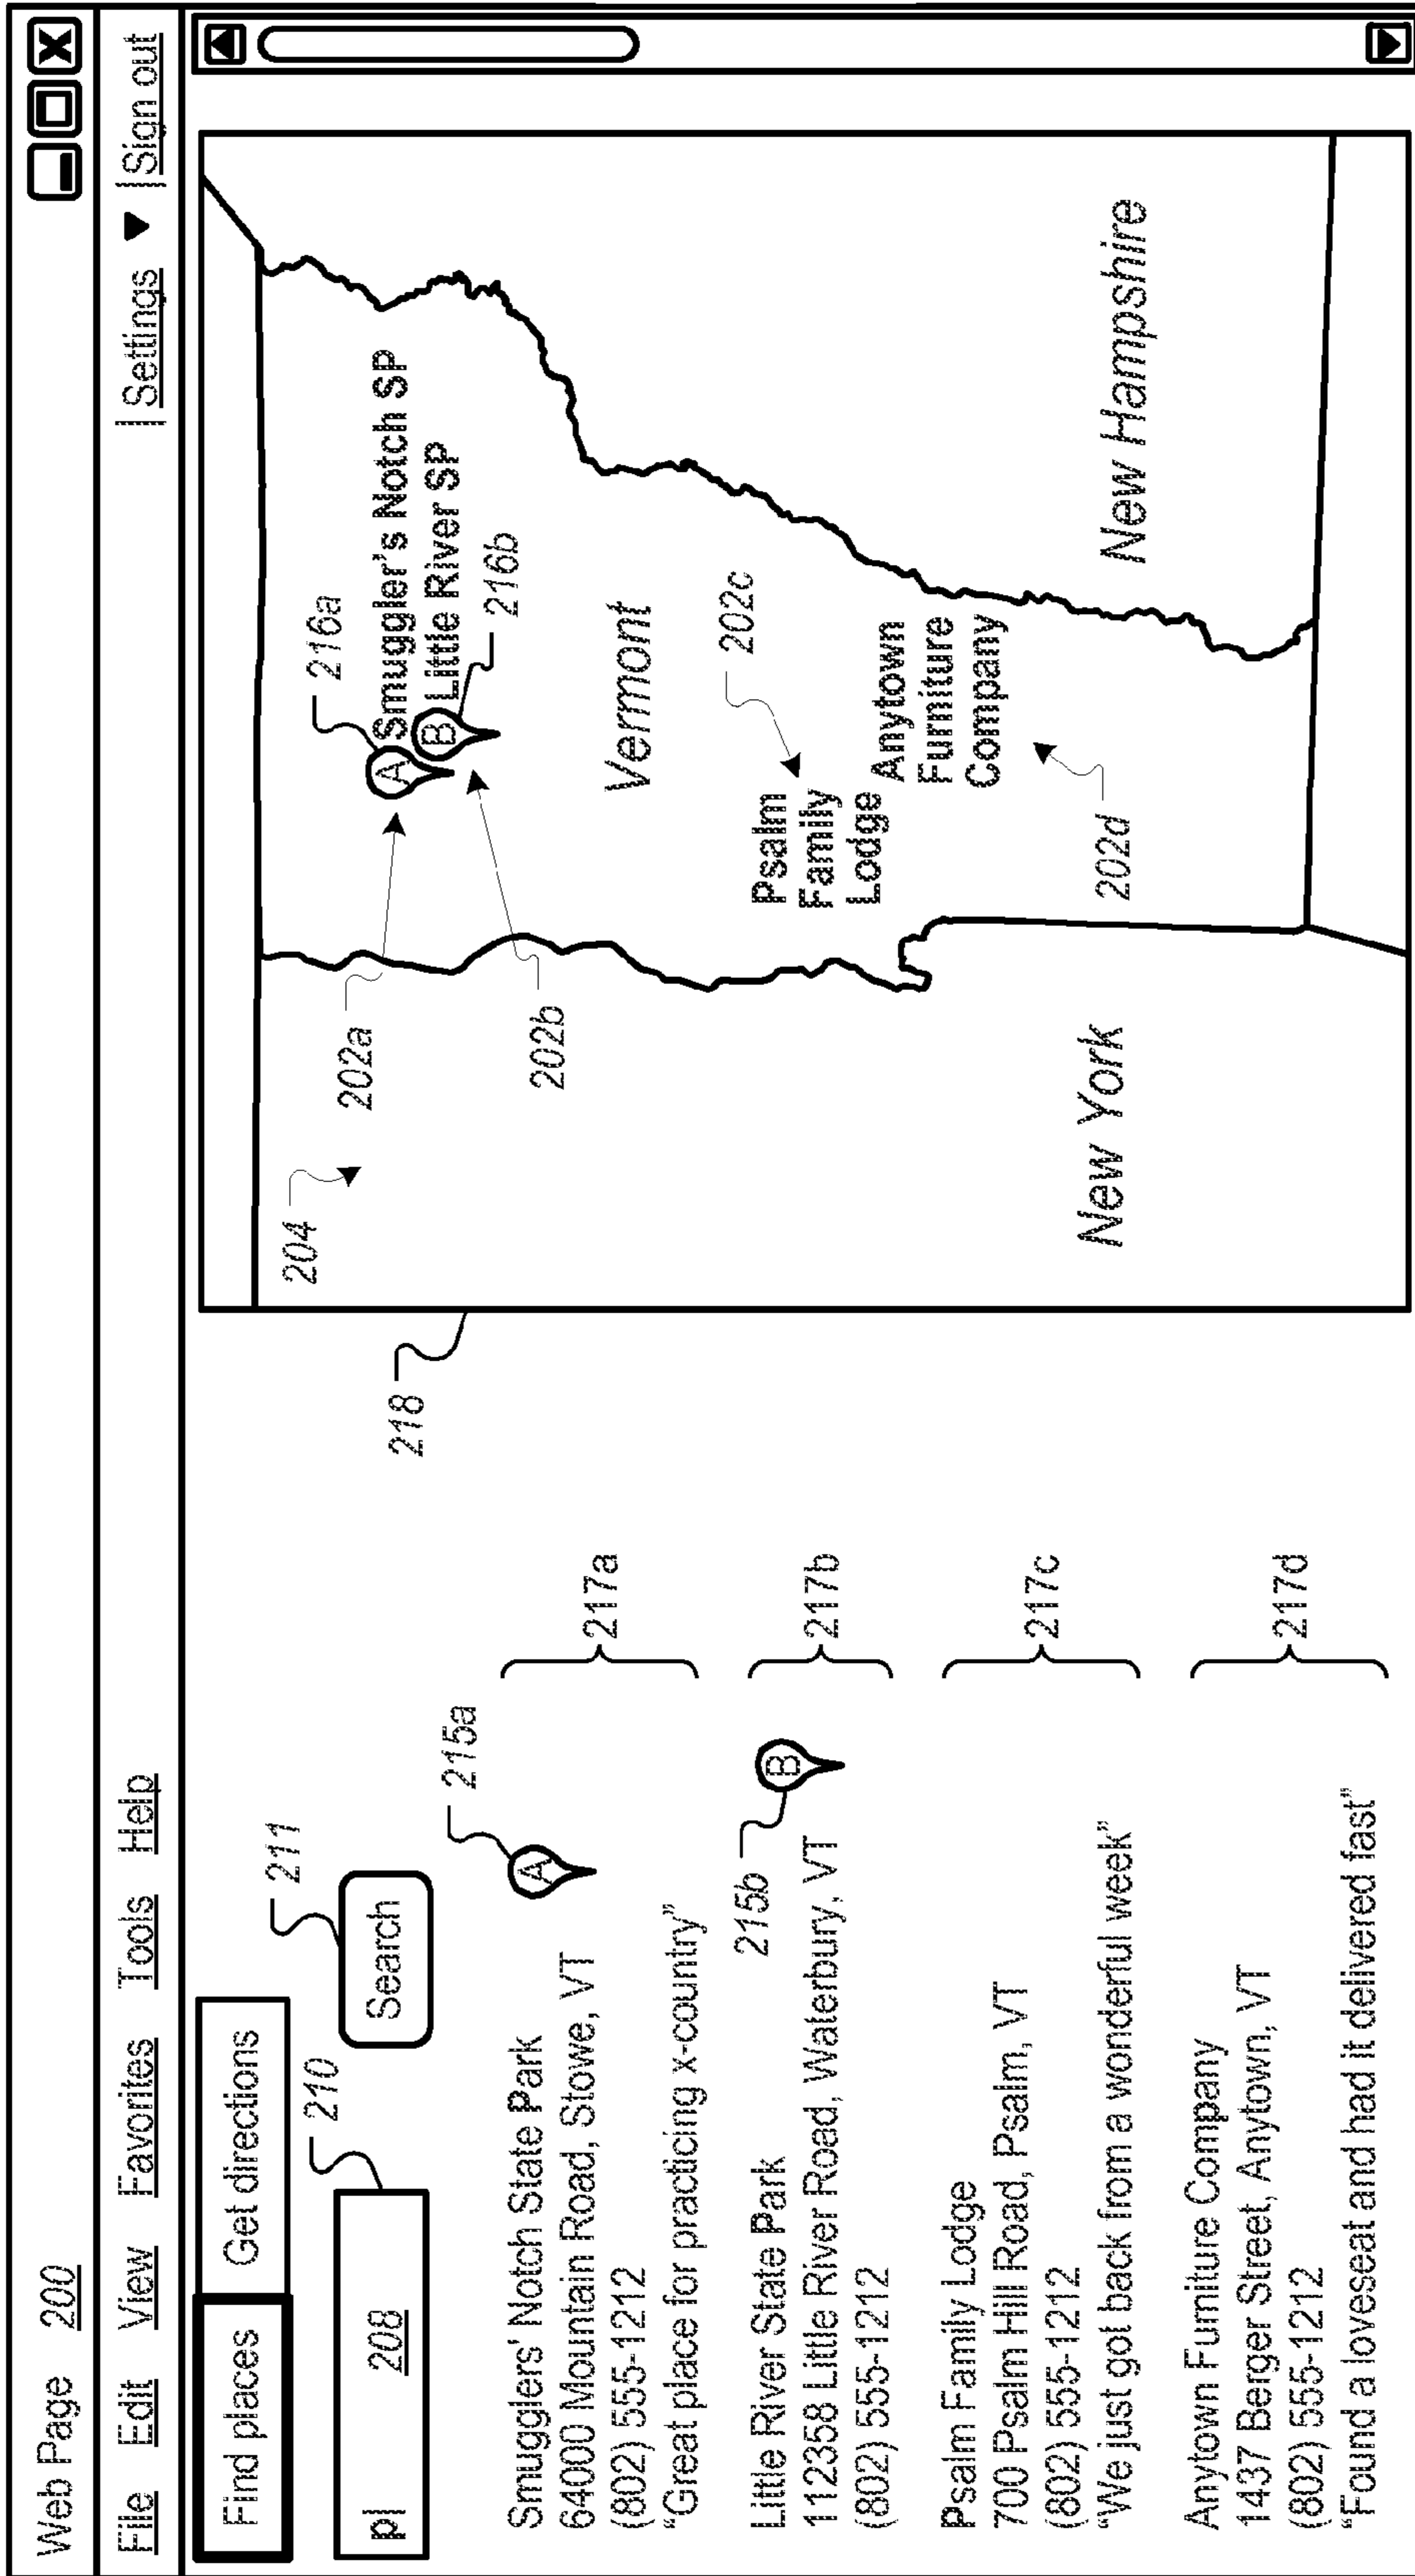 Web Page 200
File Edit View Favorites Tools Help | Settings ▼ | Sign out
Find places Get directions
211
210
p|
208
Search
215a
A
Smugglers' Notch State Park
64000 Mountain Road, Stowe, VT
(802) 555-1212
“Great place for practicing x-country”
217a
215b
B
Little River State Park
112358 Little River Road, Waterbury, VT
(802) 555-1212
217b
Psalm Family Lodge
700 Psalm Hill Road, Psalm, VT
(802) 555-1212
“We just got back from a wonderful week”
217c
Anytown Furniture Company
1437 Berger Street, Anytown, VT
(802) 555-1212
“Found a loveseat and had it delivered fast”
217d
218
204
202a
216a
A
Smuggler's Notch SP
B
Little River SP
216b
202b
Vermont
202c
Psalm
Family
Lodge
Anytown
Furniture
Company
202d
New York
New Hampshire